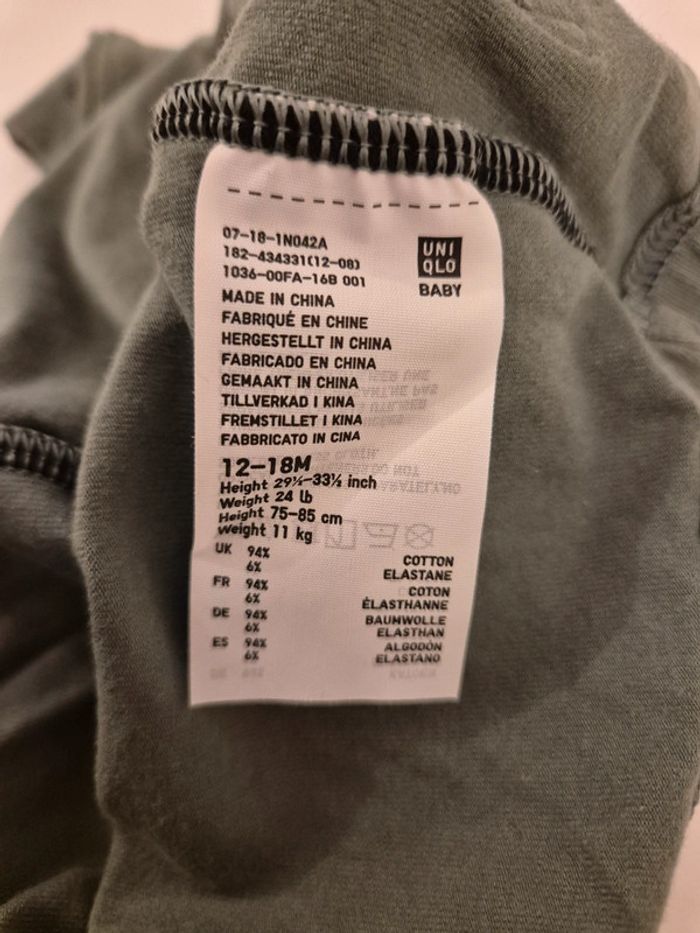 07-18-1N042A
182-434331(12-08)
1036-00FA-16B 001
UNI
QLO
BABY
MADE IN CHINA
FABRIQUÉ EN CHINE
HERGESTELLT IN CHINA
FABRICADO EN CHINA
GEMAAKT IN CHINA
TILLVERKAD I KINA
FREMSTILLET I KINA
FABBRICATO IN CINA
12-18M
Height 29½-33½ inch
Weight 24 lb
Height 75-85 cm
Weight 11 kg
UK 94% COTTON
6% ELASTANE
FR 94% COTON
6% ÉLASTHANNE
DE 94% BAUMWOLLE
6% ELASTHAN
ES 94% ALGODÓN
6% ELASTANO